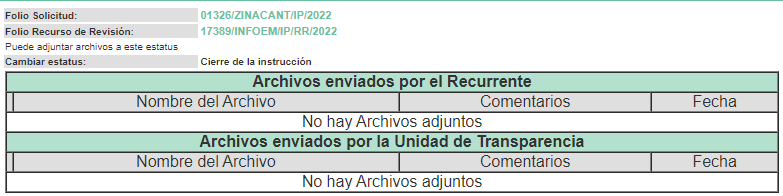 Folio Solicitud: 01326/ZINACANT/IP/2022
Folio Recurso de Revisión: 17389/INFOEM/IP/RR/2022
Puede adjuntar archivos a este estatus
Cambiar estatus: Cierre de la instrucción
Archivos enviados por el Recurrente
Nombre del Archivo Comentarios Fecha
No hay Archivos adjuntos
Archivos enviados por la Unidad de Transparencia
Nombre del Archivo Comentarios Fecha
No hay Archivos adjuntos